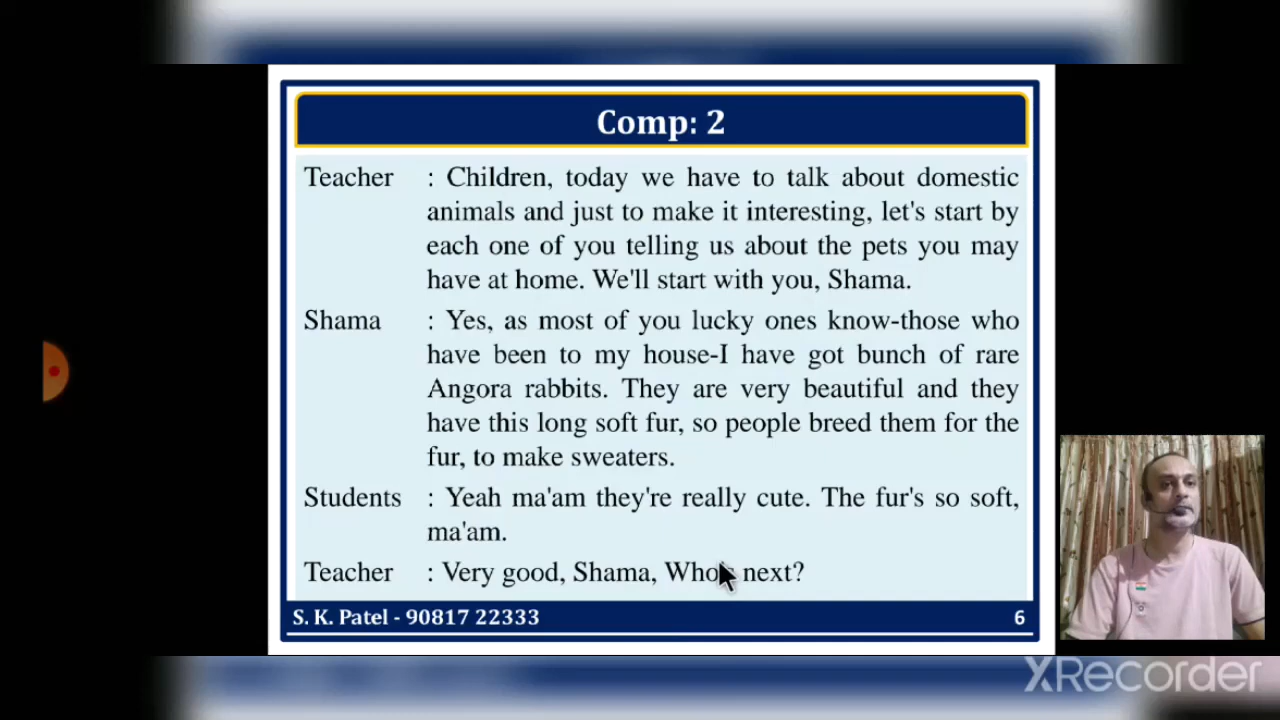 Comp: 2
Teacher : Children, today we have to talk about domestic
animals and just to make it interesting, let's start by
each one of you telling us about the pets you may
have at home. We'll start with you, Shama.
Shama : Yes, as most of you lucky ones know-those who
have been to my house-I have got bunch of rare
Angora rabbits. They are very beautiful and they
have this long soft fur, so people breed them for the
fur, to make sweaters.
Students : Yeah ma'am they're really cute. The fur's so soft,
ma'am.
Teacher : Very good, Shama, next?
S. K. Patel - 90817 22333 6
XRecorder